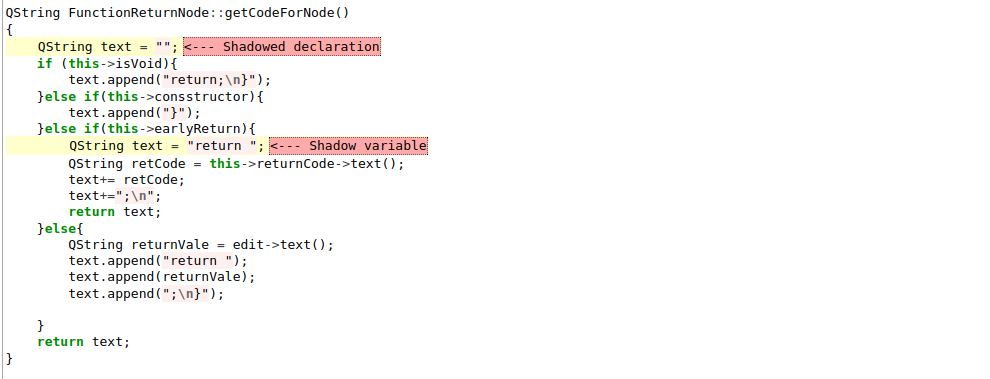 QString FunctionReturnNode::getCodeForNode()
{
    QString text = ""; <--- Shadowed declaration
    if (this->isVoid){
        text.append("return;\n}");
    }else if(this->consstructor){
        text.append("}");
    }else if(this->earlyReturn){
        QString text = "return "; <--- Shadow variable
        QString retCode = this->returnCode->text();
        text+= retCode;
        text+=";\n";
        return text;
    }else{
        QString returnVale = edit->text();
        text.append("return ");
        text.append(returnVale);
        text.append(";\n}");
    }
    return text;
}